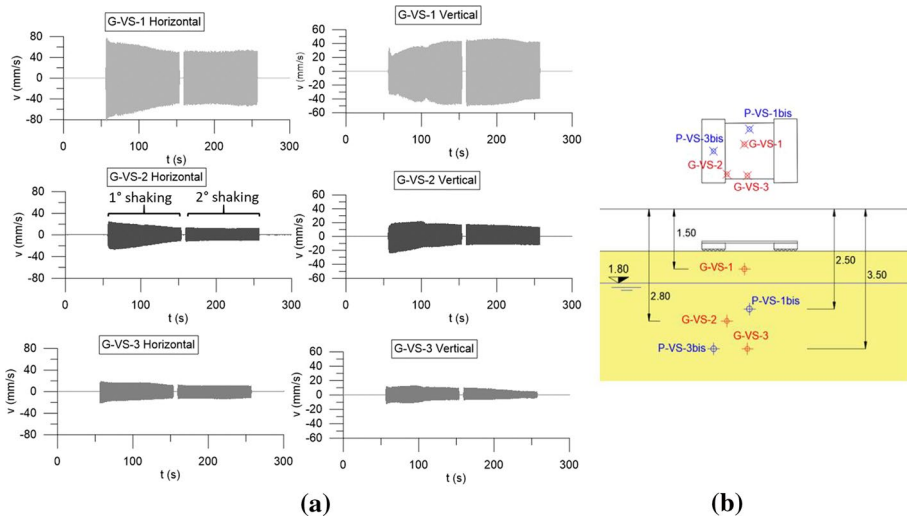 G-VS-1 Horizontal
80
40
0
-40
-80
v (mm/s)
0
100
200
300
t (s)
G-VS-1 Vertical
60
40
20
0
-20
-40
-60
v (mm/s)
0
100
200
300
t (s)
G-VS-2 Horizontal
1° shaking
2° shaking
80
40
0
-40
-80
v (mm/s)
0
100
200
300
t (s)
G-VS-2 Vertical
60
40
20
0
-20
-40
-60
v (mm/s)
0
100
200
300
t (s)
G-VS-3 Horizontal
80
40
0
-40
-80
v (mm/s)
0
100
200
300
t (s)
G-VS-3 Vertical
60
40
20
0
-20
-40
-60
v (mm/s)
0
100
200
300
t (s)
(a)
P-VS-1bis
P-VS-3bis
G-VS-1
G-VS-2
G-VS-3
1.50
2.50
3.50
1.80
2.80
G-VS-1
P-VS-1bis
G-VS-2
G-VS-3
P-VS-3bis
(b)